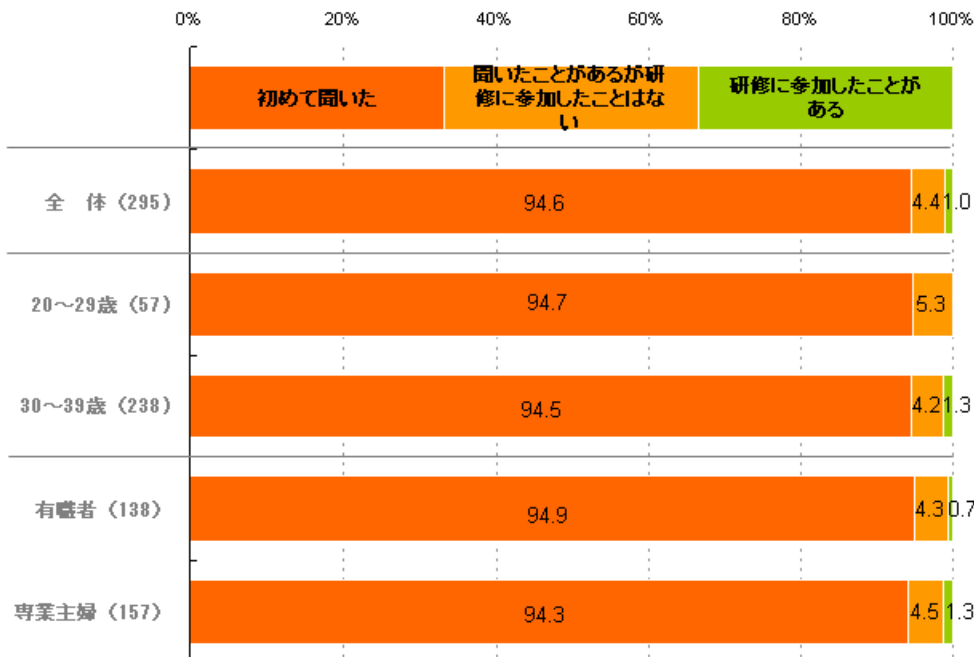 0% 20% 40% 60% 80% 100%
初めて聞いた
聞いたことがあるが研
修に参加したことはな
い
研修に参加したことが
ある
全 体（295）
94.6 4.4 1.0
20～29歳（57）
94.7 5.3
30～39歳（238）
94.5 4.2 1.3
有職者（138）
94.9 4.3 0.7
専業主婦（157）
94.3 4.5 1.3